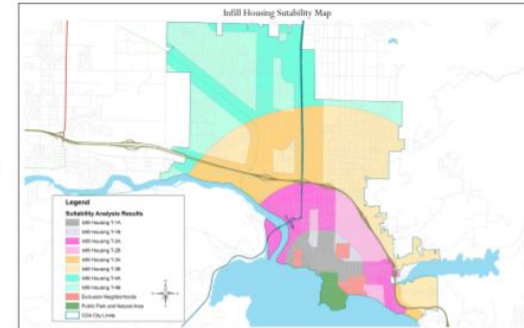 Infill Housing Sutability Map
Legend
Suitability Analysis Results
Infill Housing T-1A
Infill Housing T-1B
Infill Housing T-2A
Infill Housing T-2B
Infill Housing T-3A
Infill Housing T-3B
Infill Housing T-4A
Infill Housing T-4B
Exclusion Neighborhoods
Public Park and Natural Area
CDA City Limits